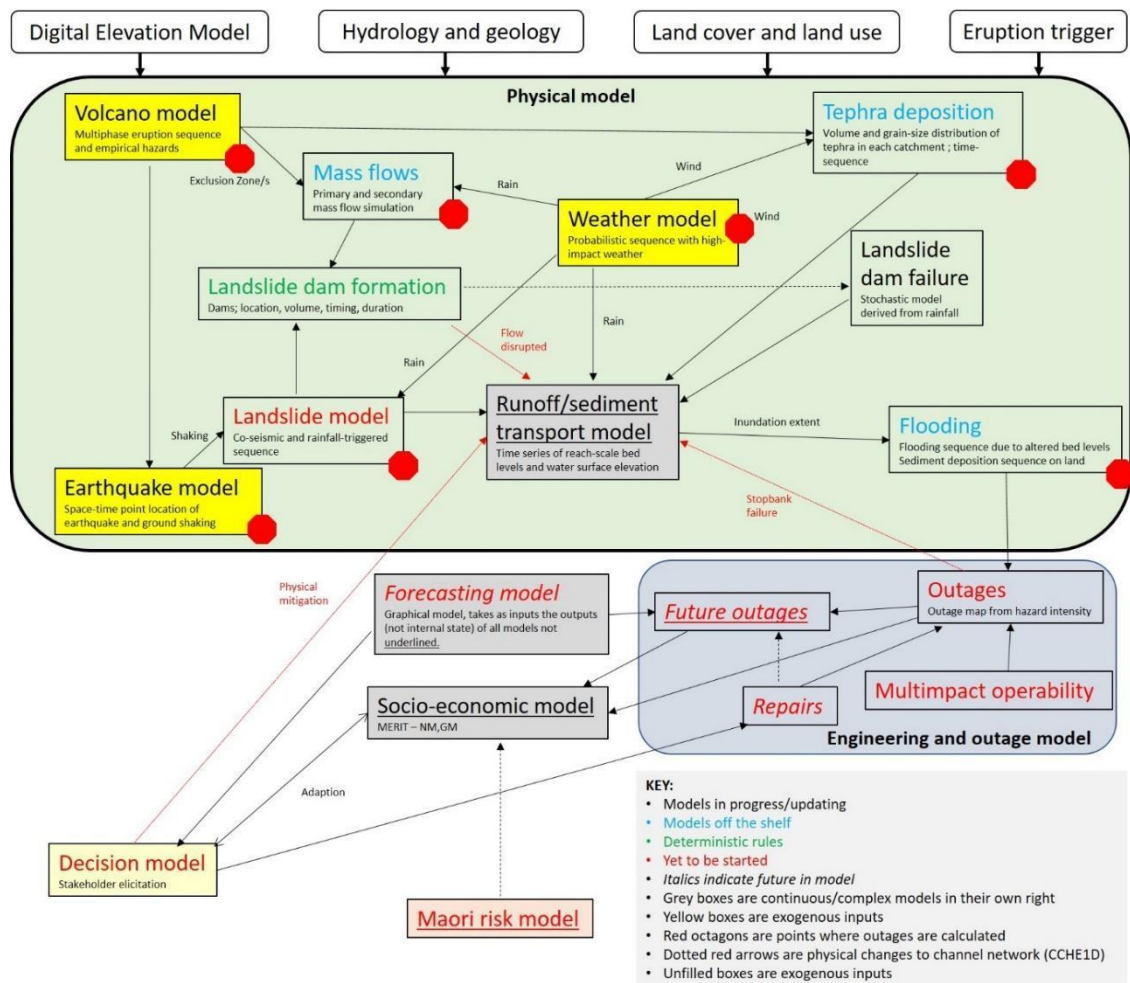 Digital Elevation Model
Hydrology and geology
Land cover and land use
Eruption trigger
Physical model
Volcano model
Multiphase eruption sequence
and empirical hazards
Exclusion Zone/s
Mass flows
Primary and secondary
mass flow simulation
Rain
Wind
Tephra deposition
Volume and grain-size distribution of
tephra in each catchment ; time-
sequence
Weather model
Probabilistic sequence with high-
impact weather
Wind
Landslide dam formation
Dams; location, volume, timing, duration
Landslide
dam failure
Stochastic model
derived from rainfall
Flow
disrupted
Rain
Rain
Landslide model
Co-seismic and rainfall-triggered
sequence
Shaking
Runoff/sediment
transport model
Time series of reach-scale bed
levels and water surface elevation
Inundation extent
Flooding
Flooding sequence due to altered bed levels
Sediment deposition sequence on land
Earthquake model
Space-time point location of
earthquake and ground shaking
Stopbank
failure
Physical
mitigation
Forecasting model
Graphical model, takes as inputs the outputs
(not internal state) of all models not
underlined.
Future outages
Outages
Outage map from hazard intensity
Socio-economic model
MERIT – NM,GM
Repairs
Multimpact operability
Engineering and outage model
Adaption
Decision model
Stakeholder elicitation
Maori risk model
KEY:
• Models in progress/updating
• Models off the shelf
• Deterministic rules
• Yet to be started
• Italics indicate future in model
• Grey boxes are continuous/complex models in their own right
• Yellow boxes are exogenous inputs
• Red octagons are points where outages are calculated
• Dotted red arrows are physical changes to channel network (CCHE1D)
• Unfilled boxes are exogenous inputs